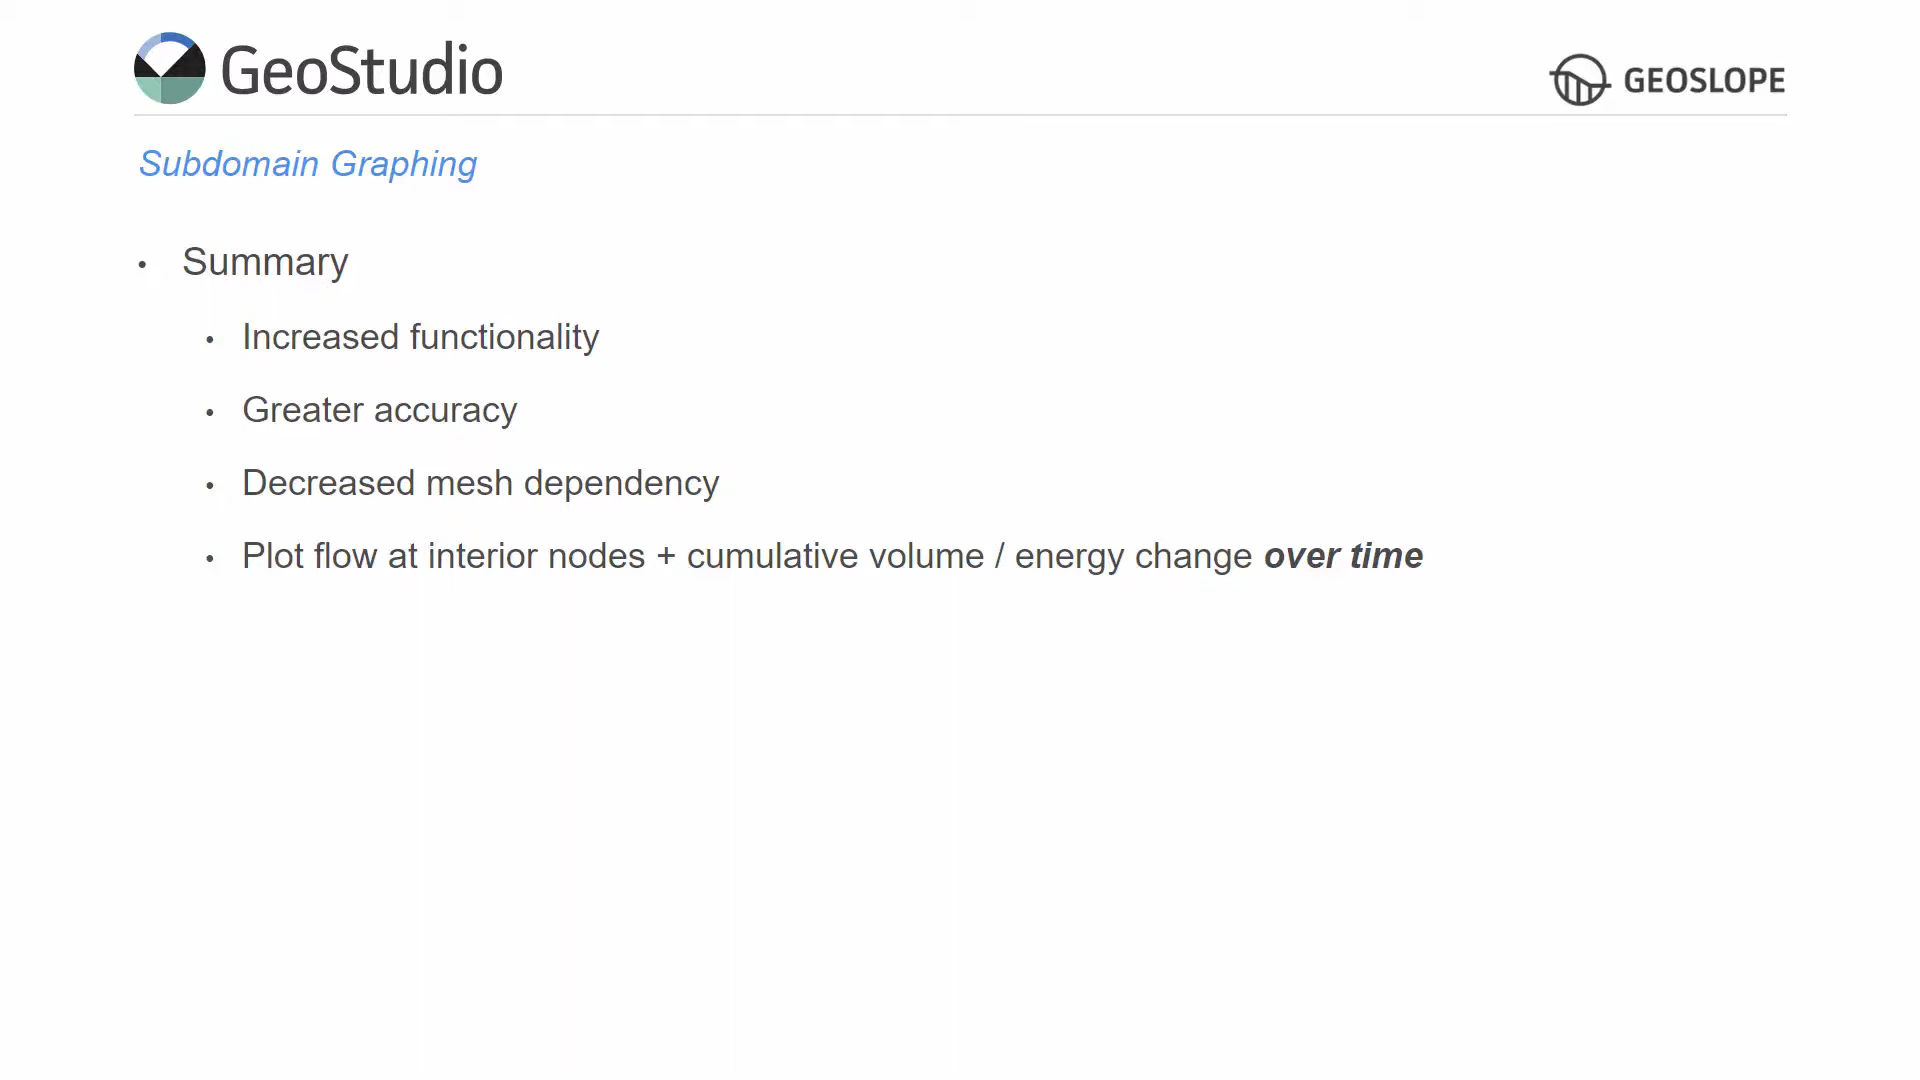 GeoStudio
GEOSLOPE
Subdomain Graphing
• Summary
• Increased functionality
• Greater accuracy
• Decreased mesh dependency
• Plot flow at interior nodes + cumulative volume / energy change over time